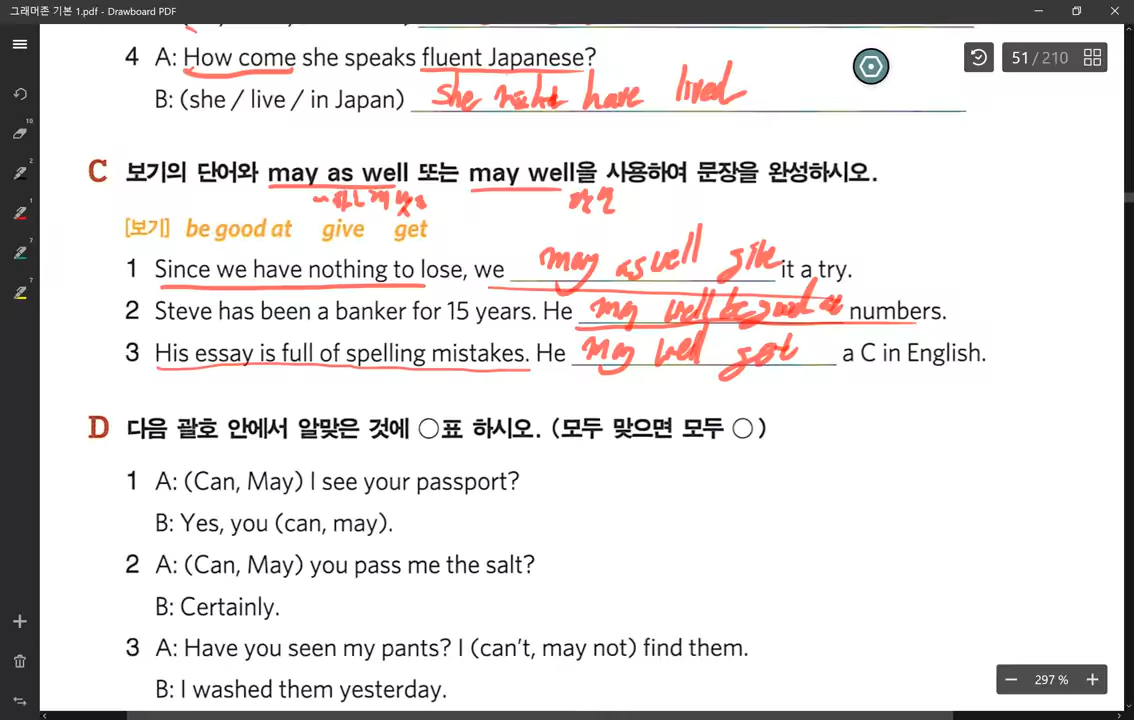 그래머존 기본 1.pdf - Drawboard PDF
51 / 210
4 A: How come she speaks fluent Japanese?
B: (she / live / in Japan) she might have lived
C 보기의 단어와 may as well 또는 may well을 사용하여 문장을 완성하시오.
[보기] be good at give get
1 Since we have nothing to lose, we may as well give it a try.
2 Steve has been a banker for 15 years. He may well be good at numbers.
3 His essay is full of spelling mistakes. He may well get a C in English.
D 다음 괄호 안에서 알맞은 것에 ○표 하시오. (모두 맞으면 모두 ○)
1 A: (Can, May) I see your passport?
B: Yes, you (can, may).
2 A: (Can, May) you pass me the salt?
B: Certainly.
3 A: Have you seen my pants? I (can't, may not) find them.
B: I washed them yesterday.
297 %